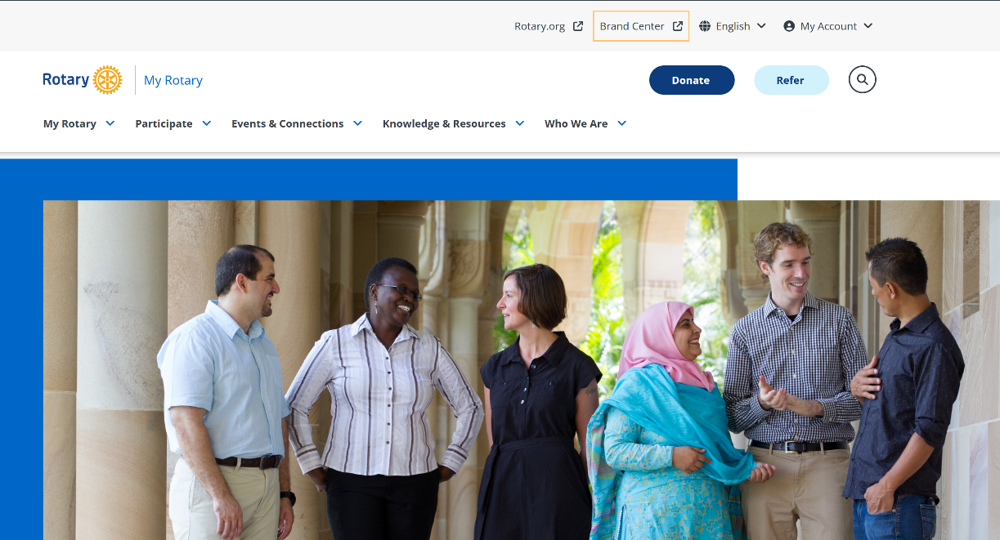 Rotary.org Brand Center English My Account
Rotary My Rotary Donate Refer
My Rotary Participate Events & Connections Knowledge & Resources Who We Are